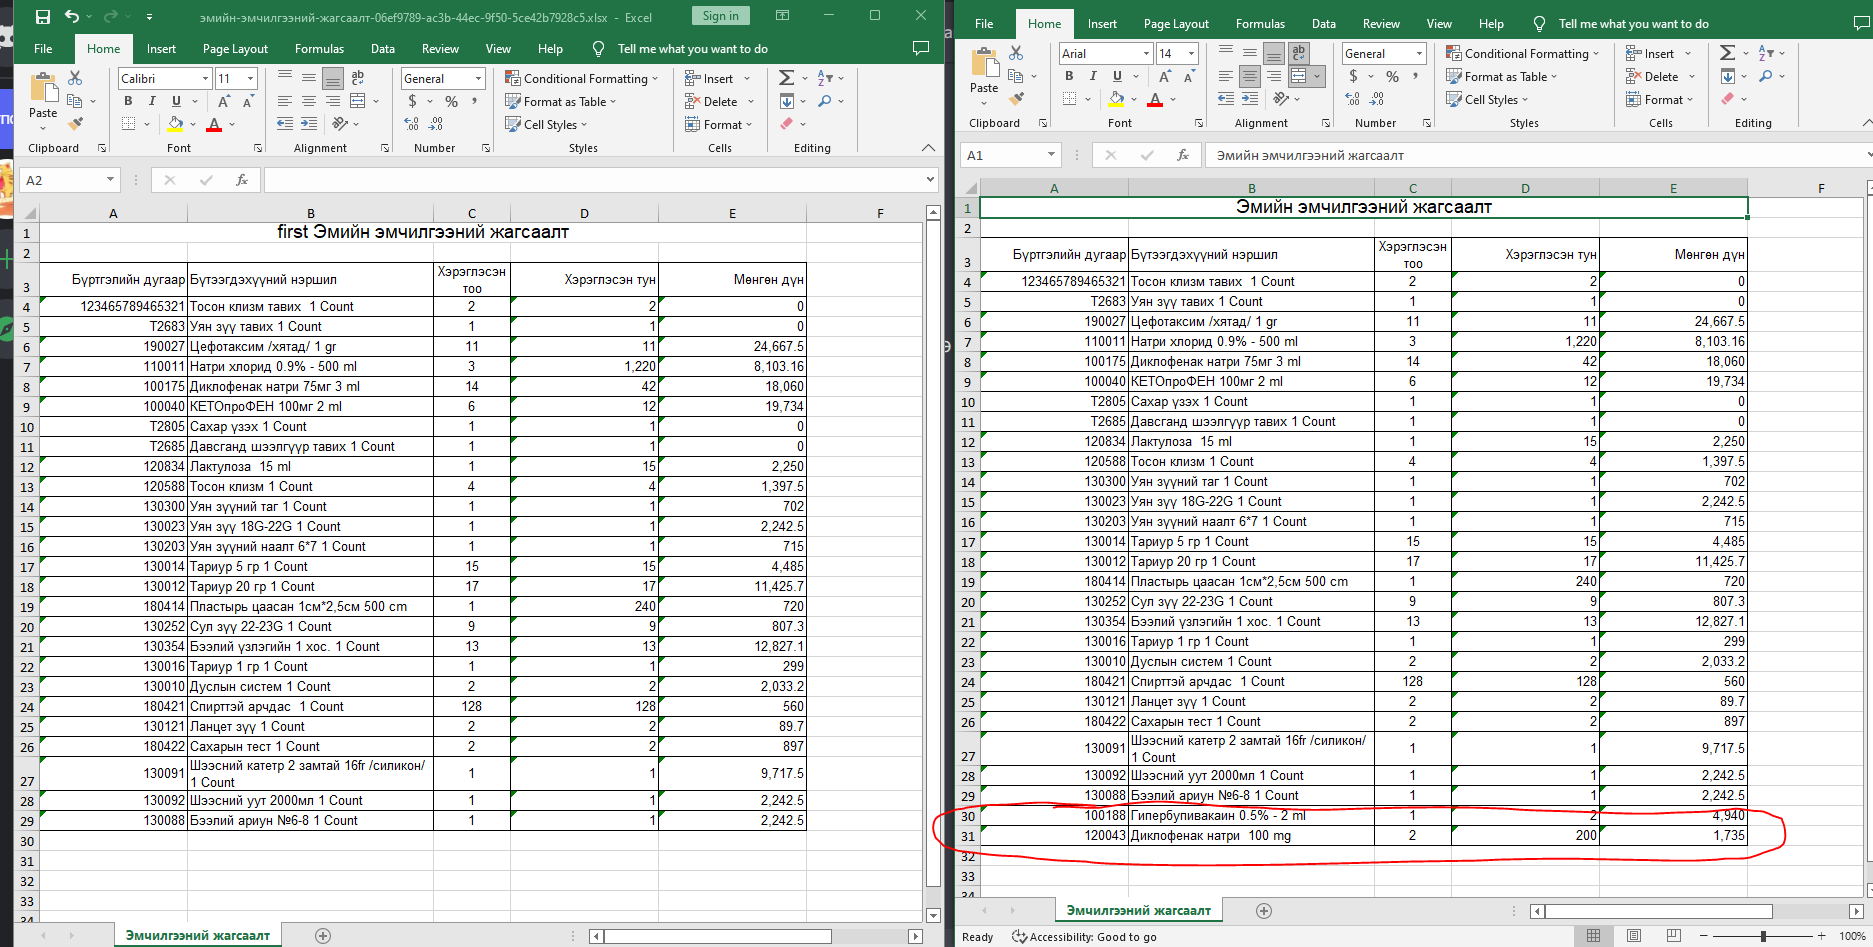 эмийн-эмчилгээний-жагсаалт-06ef9789-ac3b-44ec-9f50-5ce42b7928c5.xlsx - Excel Sign in
File Home Insert Page Layout Formulas Data Review View Help Tell me what you want to do
Calibri 11 General Conditional Formatting Insert
Paste B I U $ % , Format as Table Delete
Cell Styles Format
Clipboard Font Alignment Number Styles Cells Editing
A2 fx
A B C D E F
1 first Эмийн эмчилгээний жагсаалт
2
3 Бүртгэлийн дугаар Бүтээгдэхүүний нэршил Хэрэглэсэн тоо Хэрэглэсэн тун Мөнгөн дүн
4 123465789465321 Тосон клизм тавих 1 Count 2 2 0
5 T2683 Уян зүү тавих 1 Count 1 1 0
6 190027 Цефотаксим /хятад/ 1 gr 11 11 24,667.5
7 110011 Натри хлорид 0.9% - 500 ml 3 1,220 8,103.16
8 100175 Диклофенак натри 75мг 3 ml 14 42 18,060
9 100040 КЕТОпроФЕН 100мг 2 ml 6 12 19,734
10 T2805 Сахар үзэх 1 Count 1 1 0
11 T2685 Давсганд шээлгүүр тавих 1 Count 1 1 0
12 120834 Лактулоза 15 ml 1 15 2,250
13 120588 Тосон клизм 1 Count 4 4 1,397.5
14 130300 Уян зүүний таг 1 Count 1 1 702
15 130023 Уян зүү 18G-22G 1 Count 1 1 2,242.5
16 130203 Уян зүүний наалт 6*7 1 Count 1 1 715
17 130014 Тариур 5 гр 1 Count 15 15 4,485
18 130012 Тариур 20 гр 1 Count 17 17 11,425.7
19 180414 Пластырь цаасан 1см*2,5см 500 cm 1 240 720
20 130252 Сул зүү 22-23G 1 Count 9 9 807.3
21 130354 Бээлий үзлэгийн 1 хос. 1 Count 13 13 12,827.1
22 130016 Тариур 1 гр 1 Count 1 1 299
23 130010 Дуслын систем 1 Count 2 2 2,033.2
24 180421 Спирттэй арчдас 1 Count 128 128 560
25 130121 Ланцет зүү 1 Count 2 2 89.7
26 180422 Сахарын тест 1 Count 2 2 897
27 130091 Шээсний катетр 2 замтай 16fr /силикон/ 1 Count 1 1 9,717.5
28 130092 Шээсний уут 2000мл 1 Count 1 1 2,242.5
29 130088 Бээлий ариун №6-8 1 Count 1 1 2,242.5
30
31
32
33
34
Эмчилгээний жагсаалт
File Home Insert Page Layout Formulas Data Review View Help Tell me what you want to do
Arial 14 General Conditional Formatting Insert
Paste B I U $ % , Format as Table Delete
Cell Styles Format
Clipboard Font Alignment Number Styles Cells Editing
A1 fx Эмийн эмчилгээний жагсаалт
A B C D E F
1 Эмийн эмчилгээний жагсаалт
2
3 Бүртгэлийн дугаар Бүтээгдэхүүний нэршил Хэрэглэсэн тоо Хэрэглэсэн тун Мөнгөн дүн
4 123465789465321 Тосон клизм тавих 1 Count 2 2 0
5 T2683 Уян зүү тавих 1 Count 1 1 0
6 190027 Цефотаксим /хятад/ 1 gr 11 11 24,667.5
7 110011 Натри хлорид 0.9% - 500 ml 3 1,220 8,103.16
8 100175 Диклофенак натри 75мг 3 ml 14 42 18,060
9 100040 КЕТОпроФЕН 100мг 2 ml 6 12 19,734
10 T2805 Сахар үзэх 1 Count 1 1 0
11 T2685 Давсганд шээлгүүр тавих 1 Count 1 1 0
12 120834 Лактулоза 15 ml 1 15 2,250
13 120588 Тосон клизм 1 Count 4 4 1,397.5
14 130300 Уян зүүний таг 1 Count 1 1 702
15 130023 Уян зүү 18G-22G 1 Count 1 1 2,242.5
16 130203 Уян зүүний наалт 6*7 1 Count 1 1 715
17 130014 Тариур 5 гр 1 Count 15 15 4,485
18 130012 Тариур 20 гр 1 Count 17 17 11,425.7
19 180414 Пластырь цаасан 1см*2,5см 500 cm 1 240 720
20 130252 Сул зүү 22-23G 1 Count 9 9 807.3
21 130354 Бээлий үзлэгийн 1 хос. 1 Count 13 13 12,827.1
22 130016 Тариур 1 гр 1 Count 1 1 299
23 130010 Дуслын систем 1 Count 2 2 2,033.2
24 180421 Спирттэй арчдас 1 Count 128 128 560
25 130121 Ланцет зүү 1 Count 2 2 89.7
26 180422 Сахарын тест 1 Count 2 2 897
27 130091 Шээсний катетр 2 замтай 16fr /силикон/ 1 Count 1 1 9,717.5
28 130092 Шээсний уут 2000мл 1 Count 1 1 2,242.5
29 130088 Бээлий ариун №6-8 1 Count 1 1 2,242.5
30 100188 Гипербупивакаин 0.5% - 2 ml 1 2 4,940
31 120043 Диклофенак натри 100 mg 2 200 1,735
32
33
34
Эмчилгээний жагсаалт
Ready Accessibility: Good to go 100%